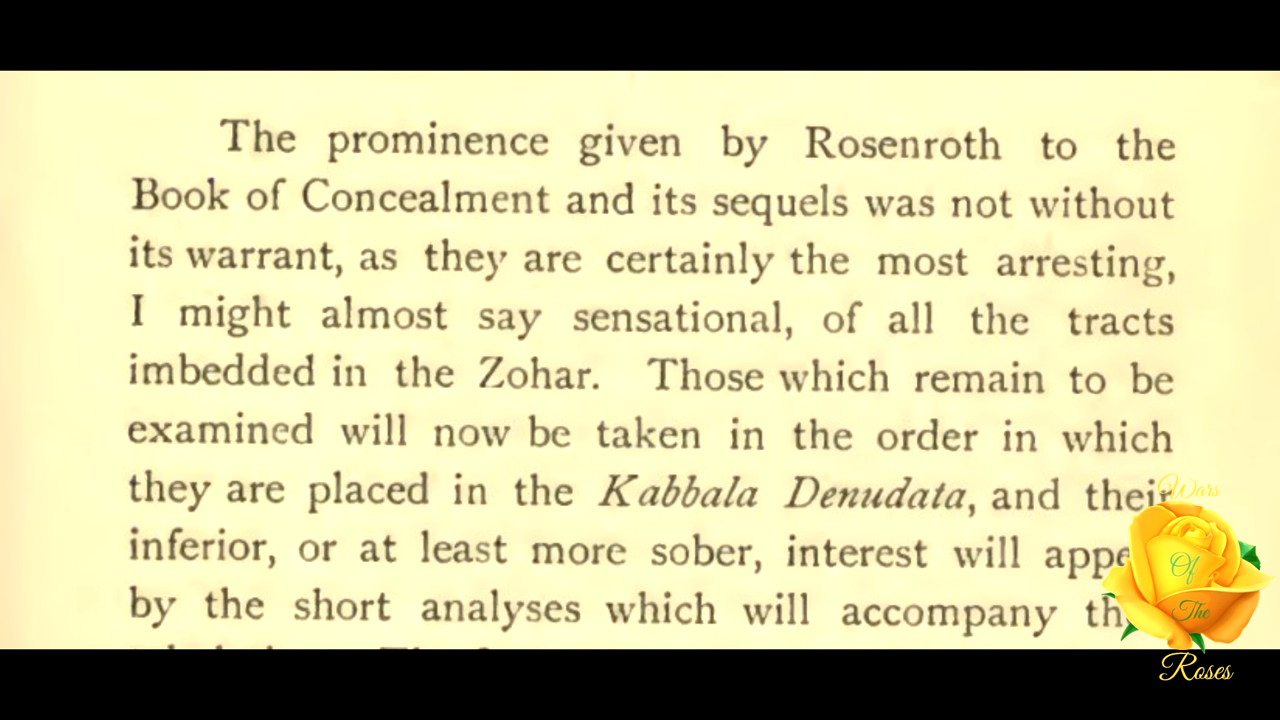 The prominence given by Rosenroth to the
Book of Concealment and its sequels was not without
its warrant, as they are certainly the most arresting,
I might almost say sensational, of all the tracts
imbedded in the Zohar. Those which remain to be
examined will now be taken in the order in which
they are placed in the Kabbala Denudata, and their
inferior, or at least more sober, interest will
by the short analyses which will accompany
Wars
Of
The
Roses